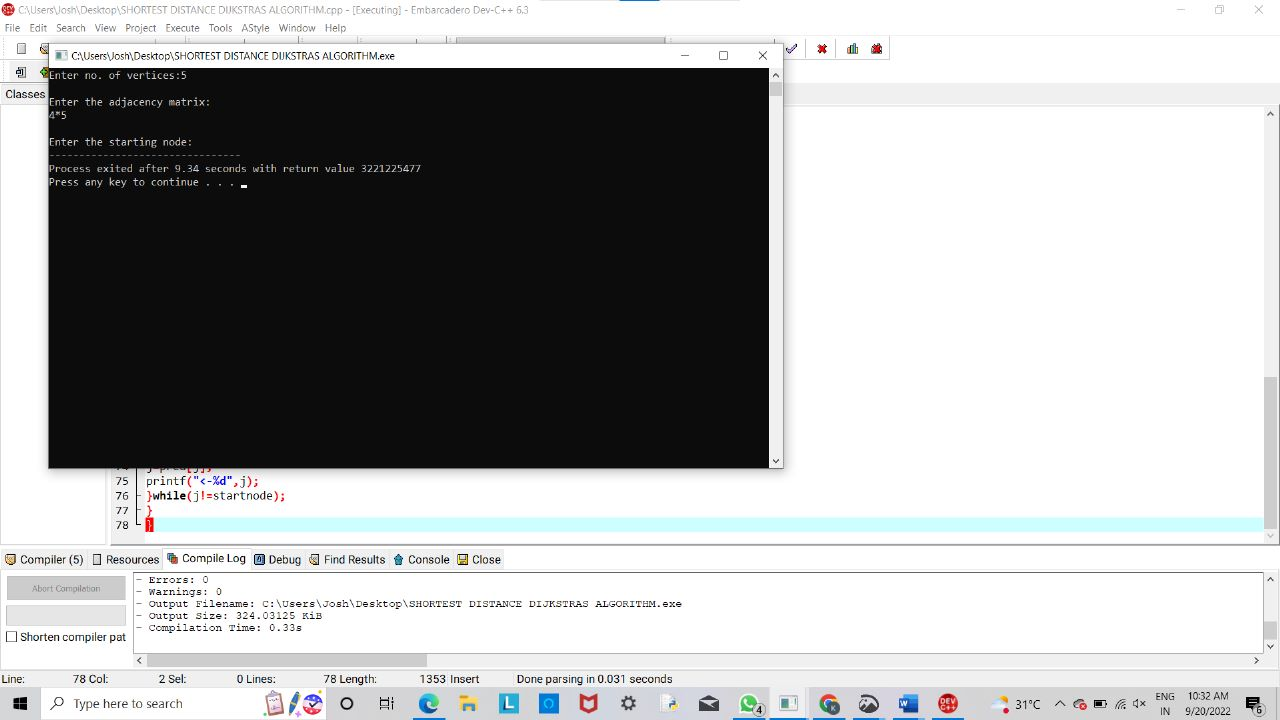 C:\Users\Josh\Desktop\SHORTEST DISTANCE DIJKSTRAS ALGORITHM.cpp - [Executing] - Embarcadero Dev-C++ 6.3
File Edit Search View Project Execute Tools AStyle Window Help
C:\Users\Josh\Desktop\SHORTEST DISTANCE DIJKSTRAS ALGORITHM.exe
Classes
Enter no. of vertices:5
Enter the adjacency matrix:
4*5
Enter the starting node:
--------------------------------
Process exited after 9.34 seconds with return value 3221225477
Press any key to continue . . .
75 printf("<-%d",j);
76 }while(j!=startnode);
77 }
78 }
Compiler (5) Resources Compile Log Debug Find Results Console Close
Abort Compilation
Shorten compiler pat
- Errors: 0
- Warnings: 0
- Output Filename: C:\Users\Josh\Desktop\SHORTEST DISTANCE DIJKSTRAS ALGORITHM.exe
- Output Size: 324.03125 KiB
- Compilation Time: 0.33s
Line: 78 Col: 2 Sel: 0 Lines: 78 Length: 1353 Insert Done parsing in 0.031 seconds
Type here to search
4
31°C
ENG
IN
10:32 AM
9/20/2022
6